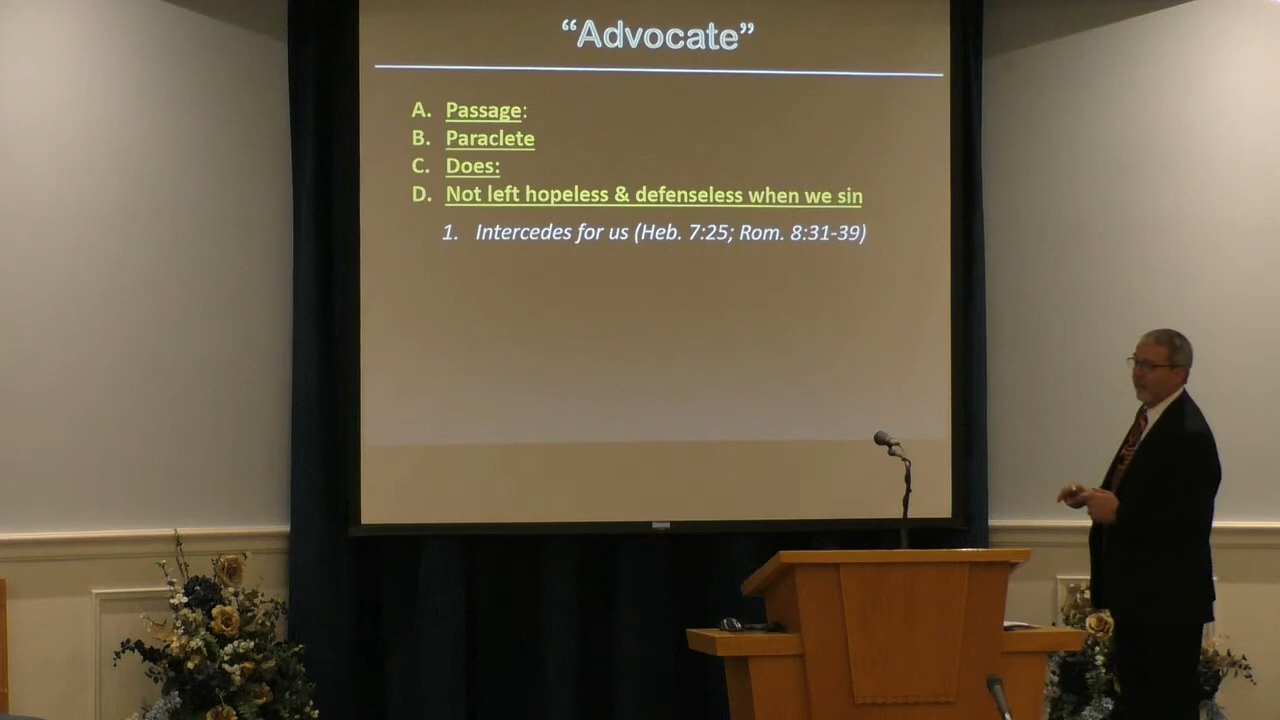 “Advocate”
A. Passage:
B. Paraclete
C. Does:
D. Not left hopeless & defenseless when we sin
1. Intercedes for us (Heb. 7:25; Rom. 8:31-39)